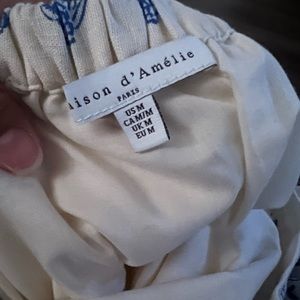 aison d'Amélie
PARIS
US M
CA M/M
UK M
EU M